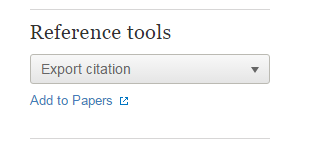 Reference tools
Export citation
Add to Papers